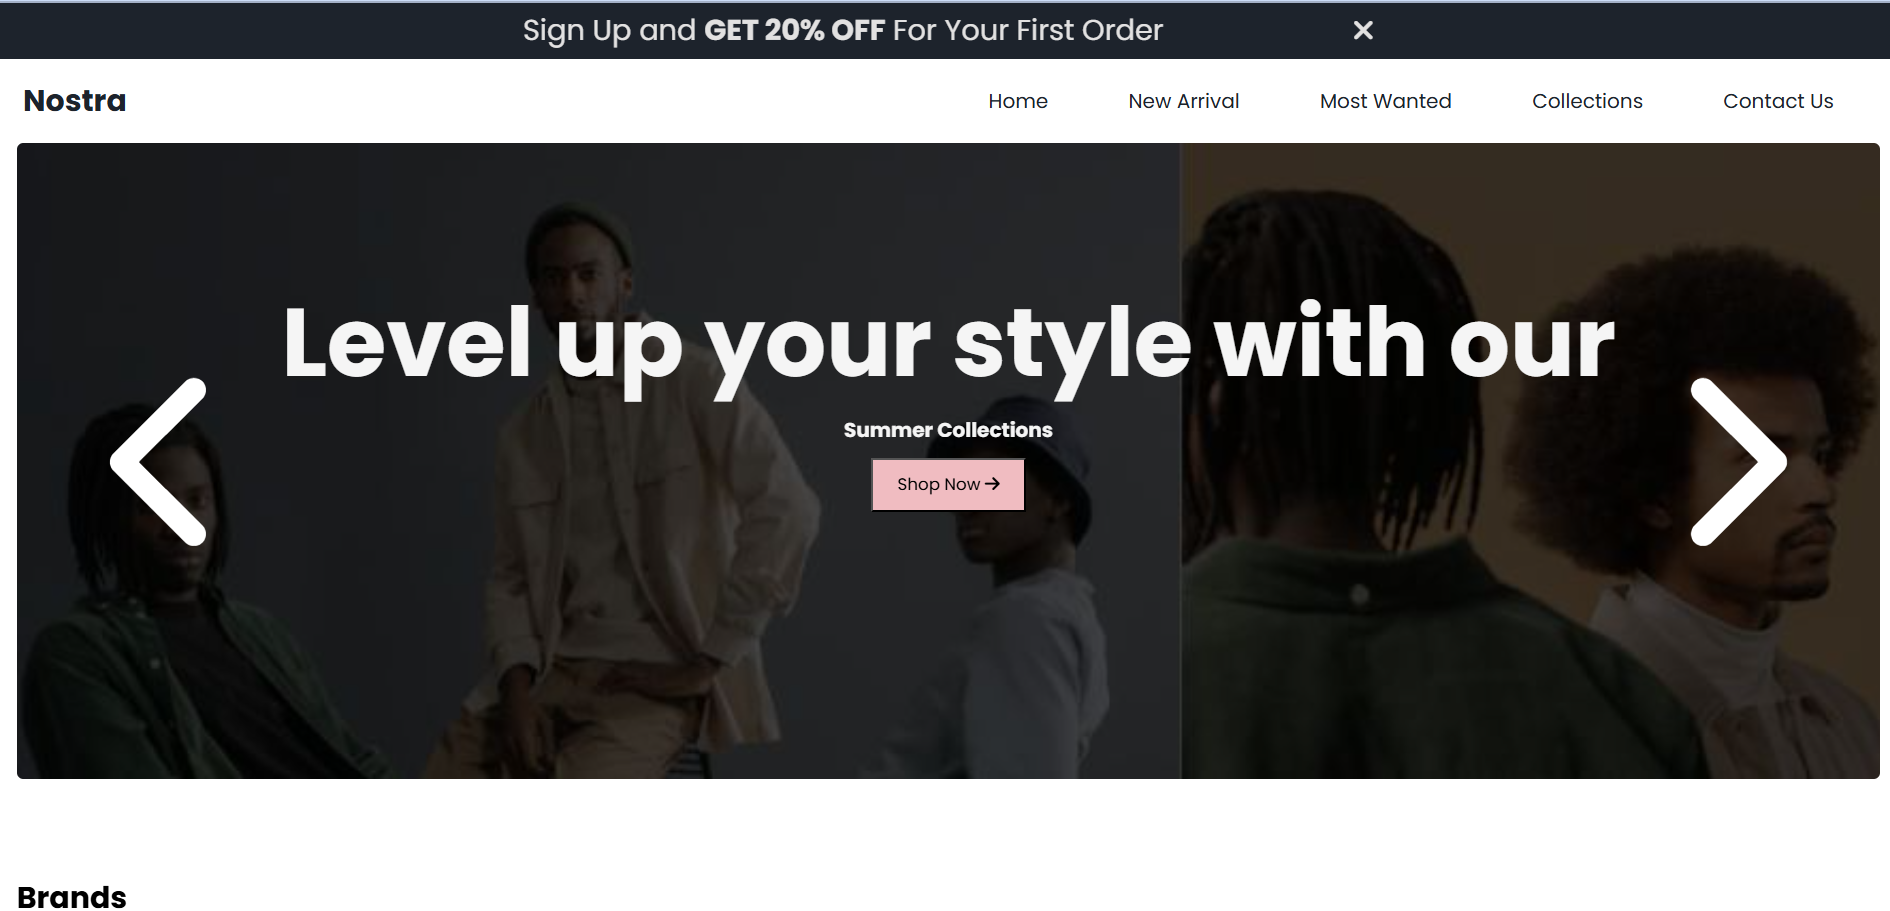 Sign Up and GET 20% OFF For Your First Order
Nostra
Home New Arrival Most Wanted Collections Contact Us
Level up your style with our
Summer Collections
Shop Now
Brands